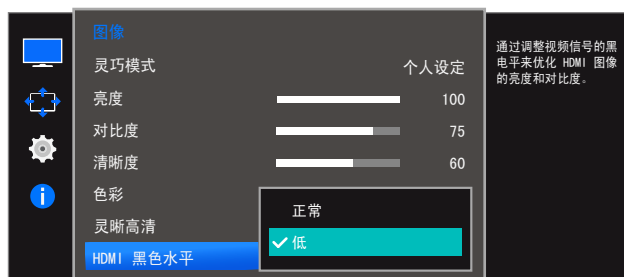 图像
灵巧模式 个人设定
亮度 100
对比度 75
清晰度 60
色彩
灵晰高清
HDMI 黑色水平
正常
低
通过调整视频信号的黑
电平来优化 HDMI 图像
的亮度和对比度。